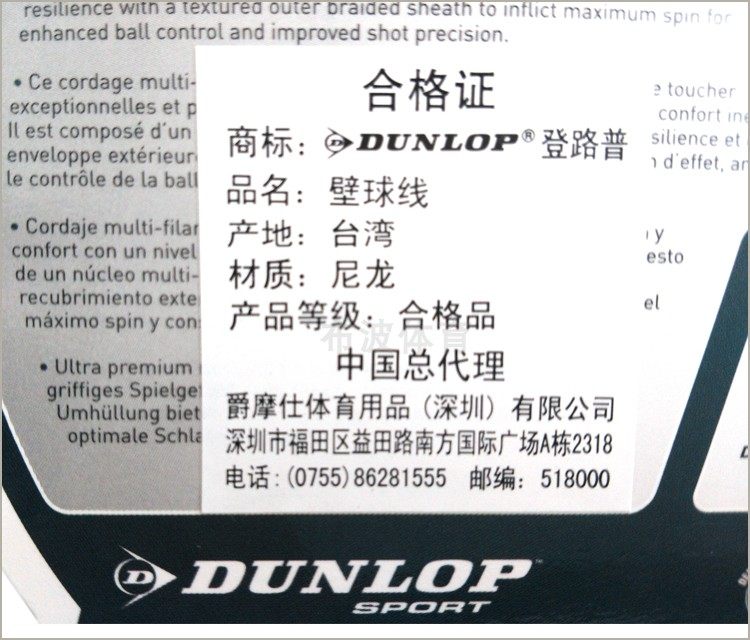 resilience with a textured outer braided sheath to inflict maximum spin for
enhanced ball control and improved shot precision.
• Ce cordage multi-
exceptionnelles et p
Il est composé d'un
enveloppe extérieur
le contrôle de la ball
toucher
confort
silience et
d'effet,
• Cordaje multi-filar
confort con un nivel
de un núcleo multi-
recubrimiento exte
máximo spin y con
y
esto
el
• Ultra premium
griffiges Spielge
Umhüllung biet
optimale Schla
合格证
商标：DUNLOP® 登路普
品名：壁球线
产地：台湾
材质：尼龙
产品等级：合格品
布波体育
中国总代理
爵摩仕体育用品（深圳）有限公司
深圳市福田区益田路南方国际广场A栋2318
电话:(0755)86281555 邮编：518000
D DUNLOP™
SPORT